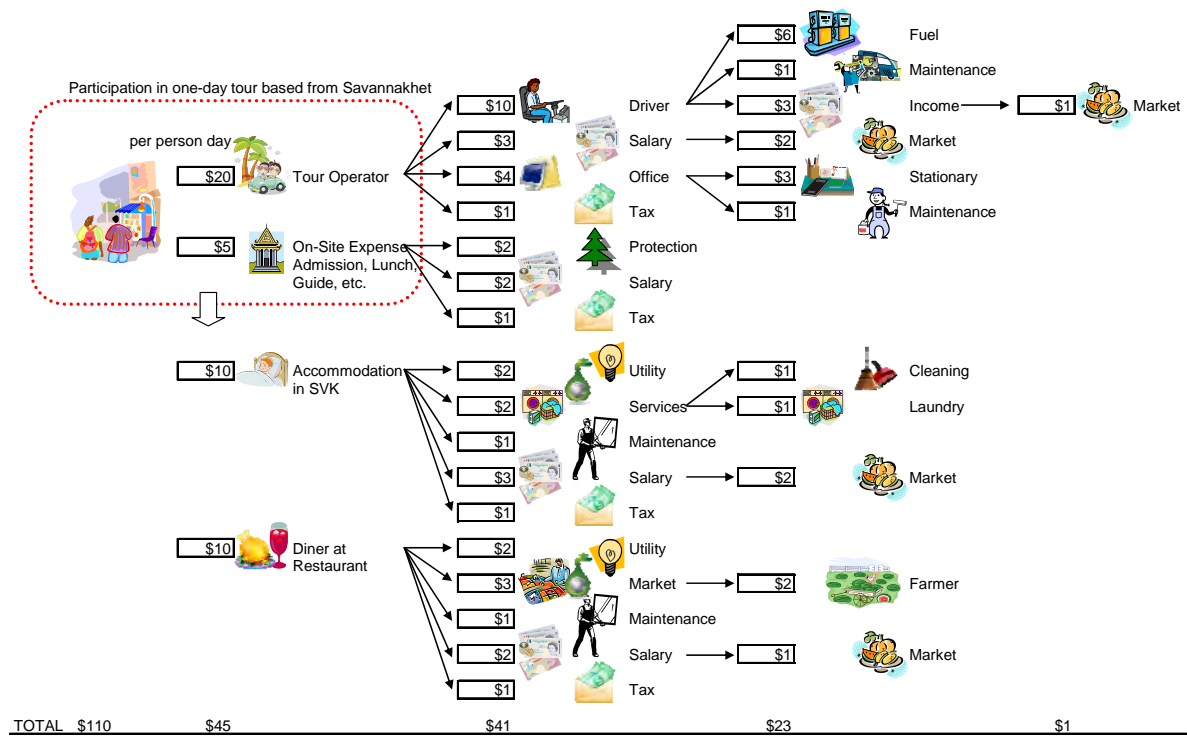 $6 Fuel
Participation in one-day tour based from Savannakhet
$1 Maintenance
$10 Driver $3 Income $1 Market
per person day
$3 Salary $2 Market
$20 Tour Operator $4 Office $3 Stationary
$1 Tax $1 Maintenance
$5 On-Site Expense $2 Protection
Admission, Lunch,
Guide, etc.
$2 Salary
$1 Tax
$10 Accommodation $2 Utility $1 Cleaning
in SVK
$2 Services $1 Laundry
$1 Maintenance
$3 Salary $2 Market
$1 Tax
$10 Diner at $2 Utility
Restaurant
$3 Market $2 Farmer
$1 Maintenance
$2 Salary $1 Market
$1 Tax
TOTAL $110 $45 $41 $23 $1